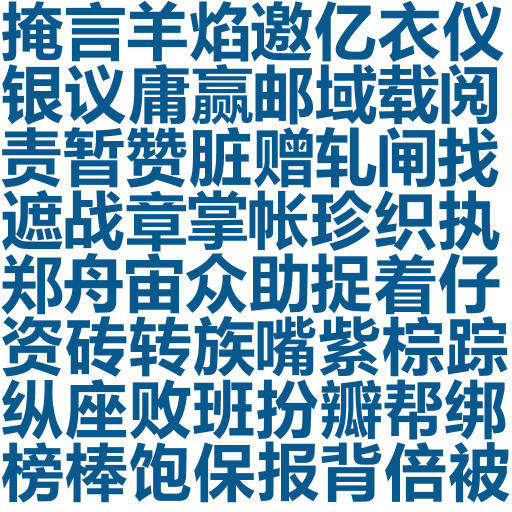 掩言羊焰邀亿衣仪
银议庸赢邮域载阅
责暂赞脏赠轧闸找
遮战章掌帐珍织执
郑舟宙众助捉着仔
资砖转族嘴紫棕踪
纵座败班扮瓣帮绑
榜棒饱保报背倍被